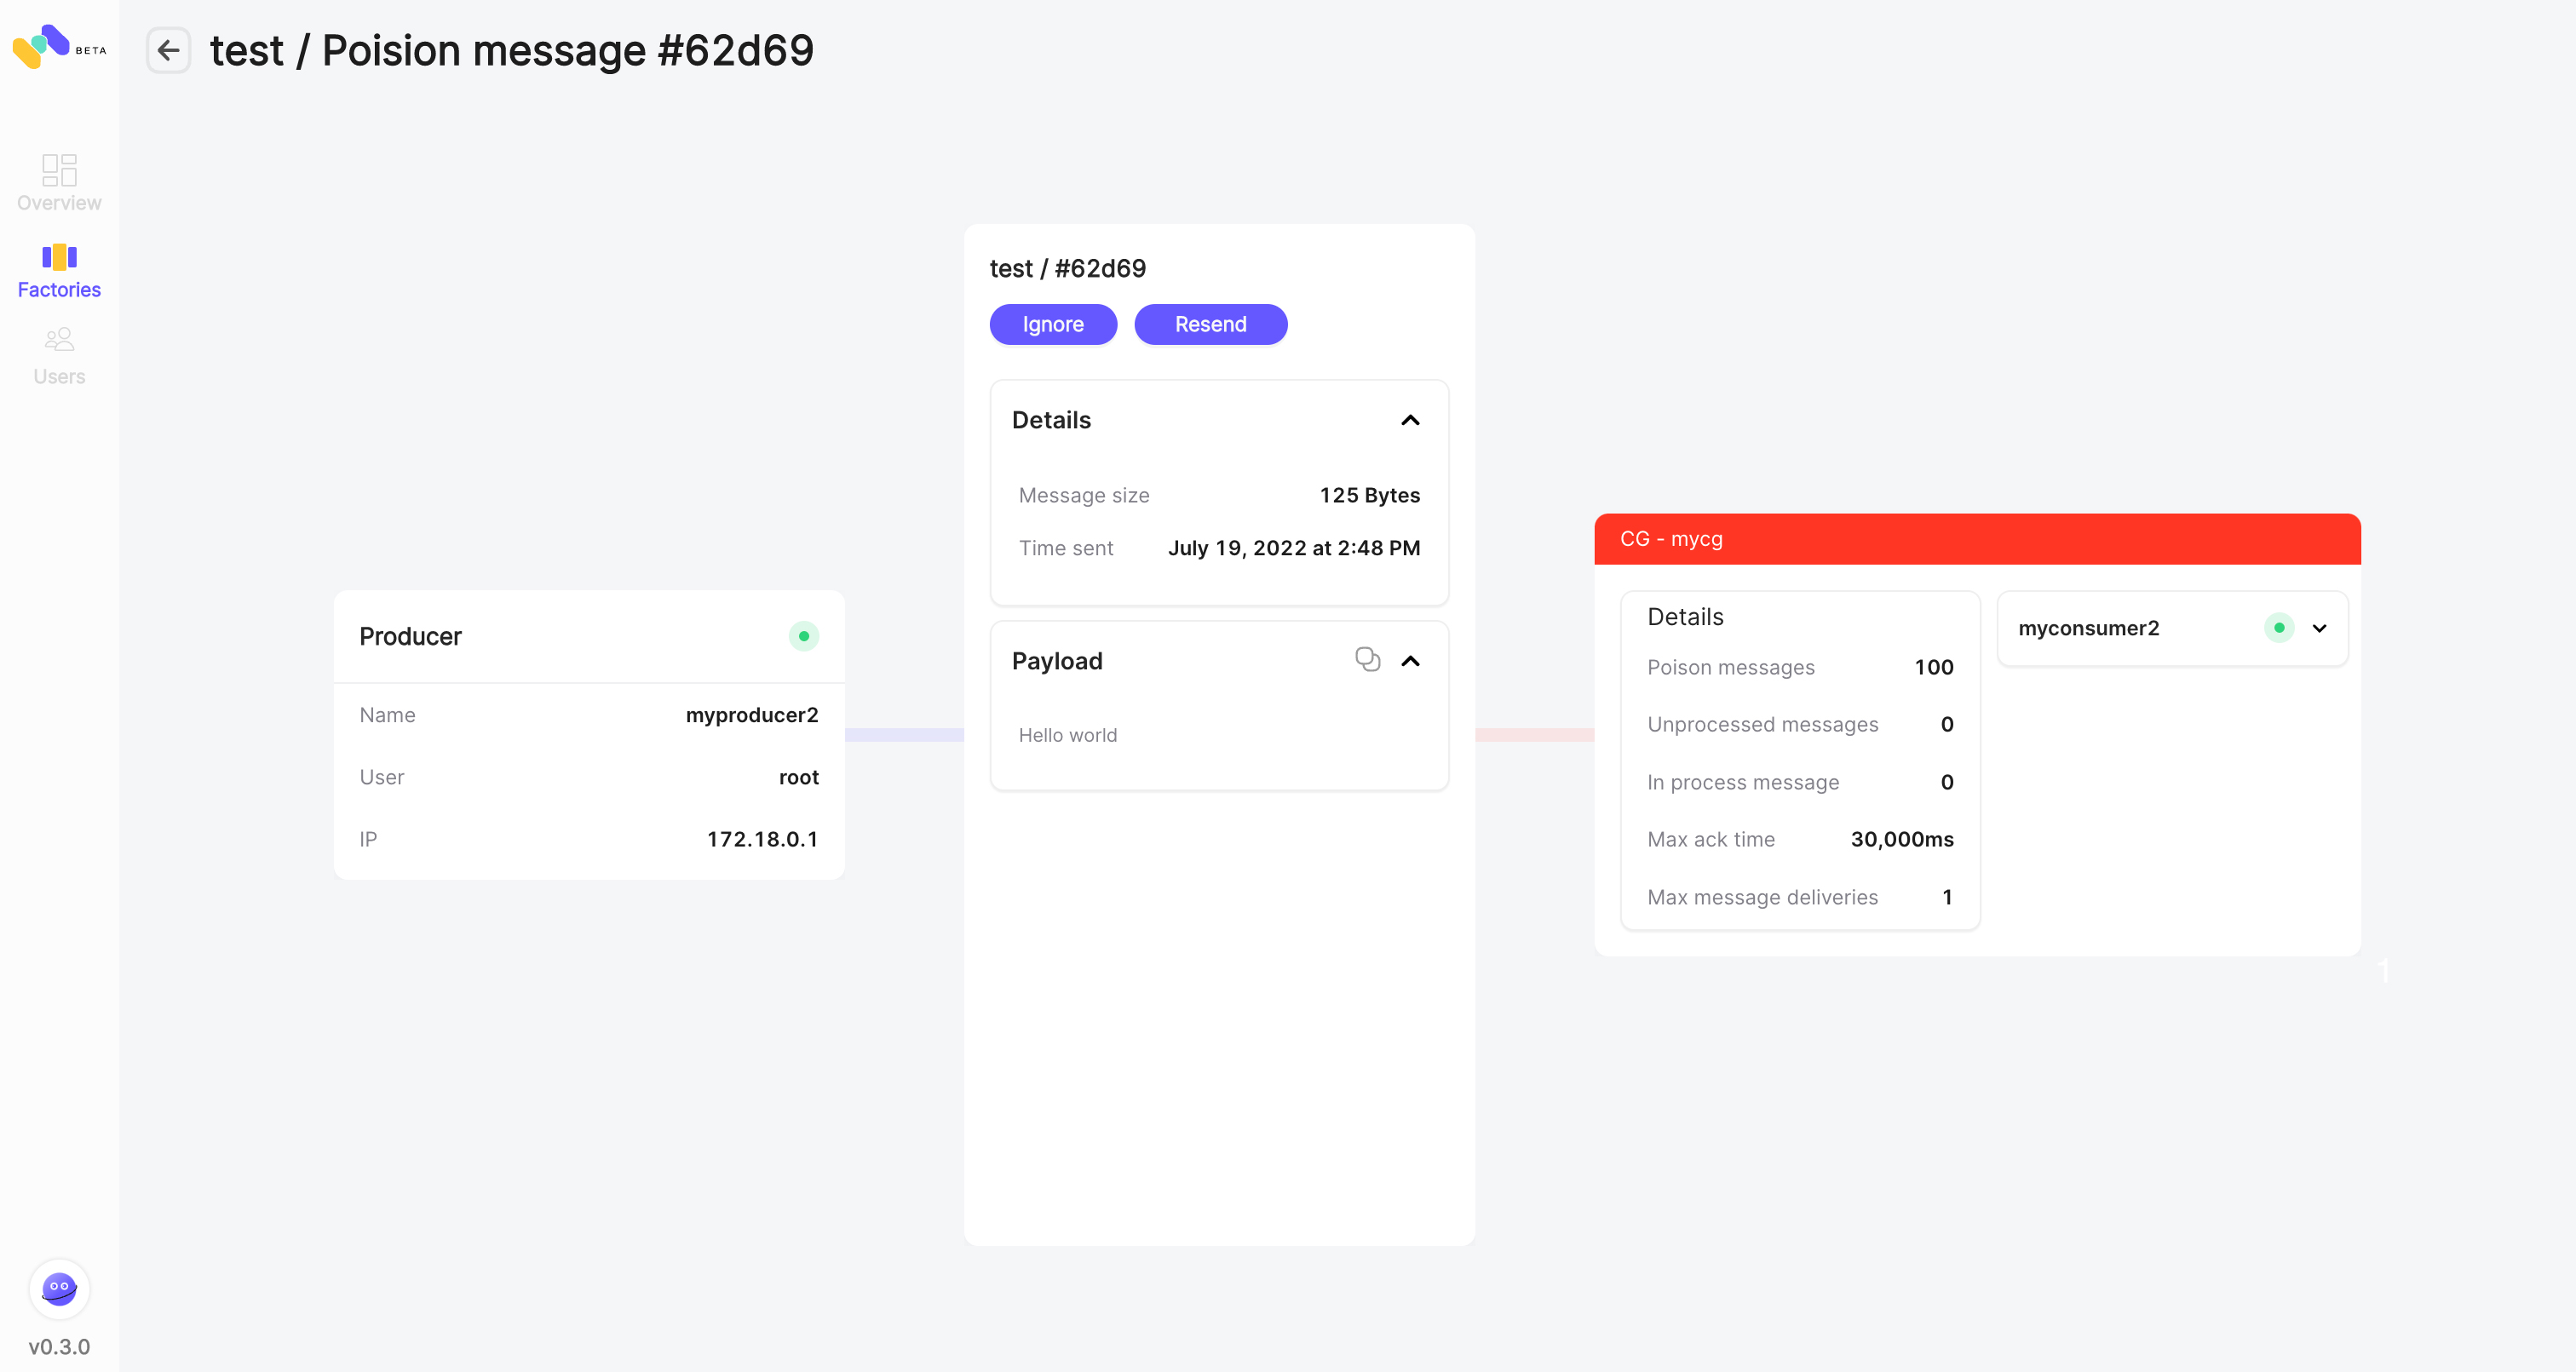 BETA
test / Poision message #62d69
Overview
Factories
Users
v0.3.0
Producer
Name myproducer2
User root
IP 172.18.0.1
test / #62d69
Ignore Resend
Details
Message size 125 Bytes
Time sent July 19, 2022 at 2:48 PM
Payload
Hello world
CG - mycg
Details
Poison messages 100
Unprocessed messages 0
In process message 0
Max ack time 30,000ms
Max message deliveries 1
myconsumer2
1